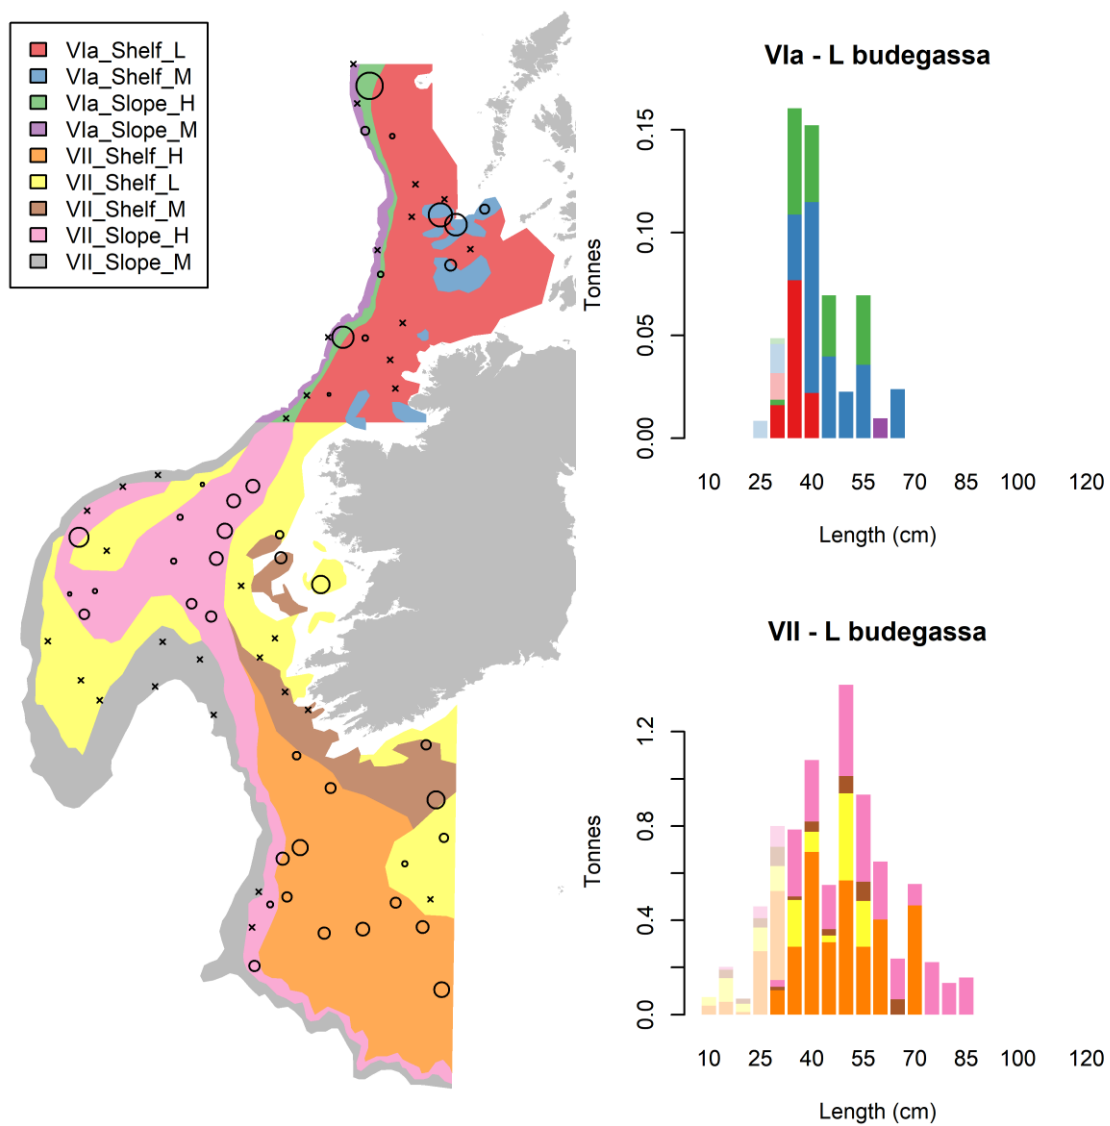 VIa_Shelf_L
VIa_Shelf_M
VIa_Slope_H
VIa_Slope_M
VII_Shelf_H
VII_Shelf_L
VII_Shelf_M
VII_Slope_H
VII_Slope_M
VIa - L budegassa
Tonnes
0.15
0.10
0.05
0.00
10 25 40 55 70 85 100 120
Length (cm)
VII - L budegassa
Tonnes
1.2
0.8
0.4
0.0
10 25 40 55 70 85 100 120
Length (cm)